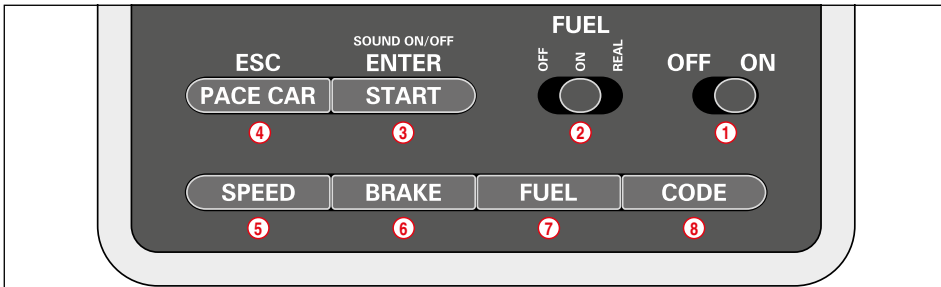 FUEL
SOUND ON/OFF
OFF ON REAL
ESC ENTER OFF ON
PACE CAR START
4 3 2 1
SPEED BRAKE FUEL CODE
5 6 7 8